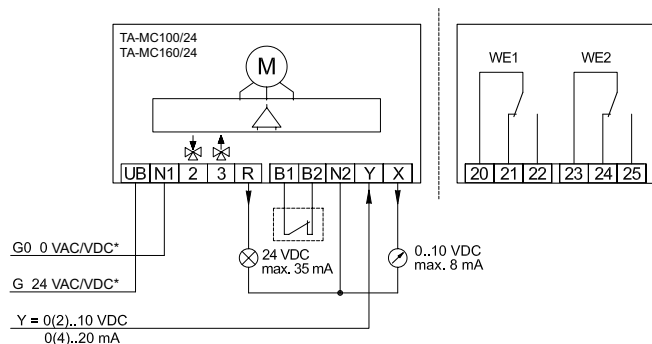 TA-MC100/24
TA-MC160/24
M
WE1 WE2
UB N1 2 3 R B1 B2 N2 Y X
20 21 22 23 24 25
G0 0 VAC/VDC*
24 VDC
max. 35 mA
0..10 VDC
max. 8 mA
G 24 VAC/VDC*
Y = 0(2)..10 VDC
0(4)..20 mA